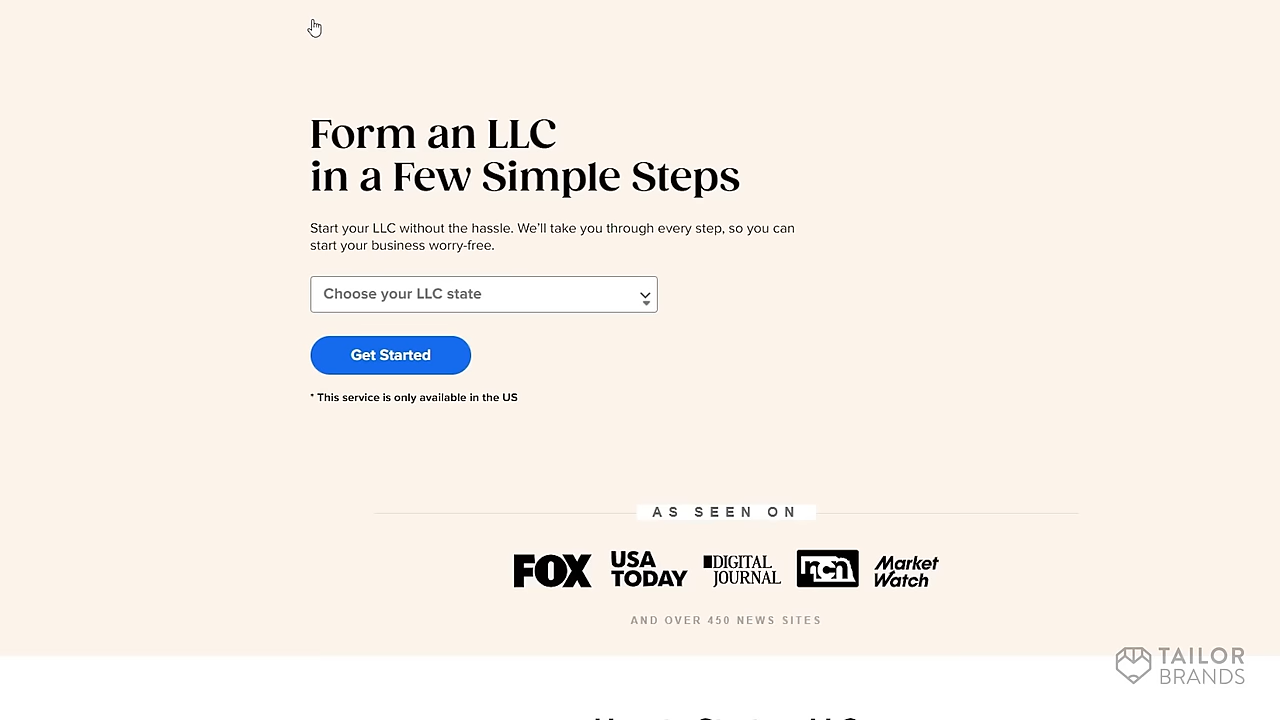 Form an LLC
in a Few Simple Steps
Start your LLC without the hassle. We'll take you through every step, so you can
start your business worry-free.
Choose your LLC state
Get Started
* This service is only available in the US
AS SEEN ON
FOX
USA
TODAY
DIGITAL
JOURNAL
ncn
Market
Watch
AND OVER 450 NEWS SITES
TAILOR
BRANDS